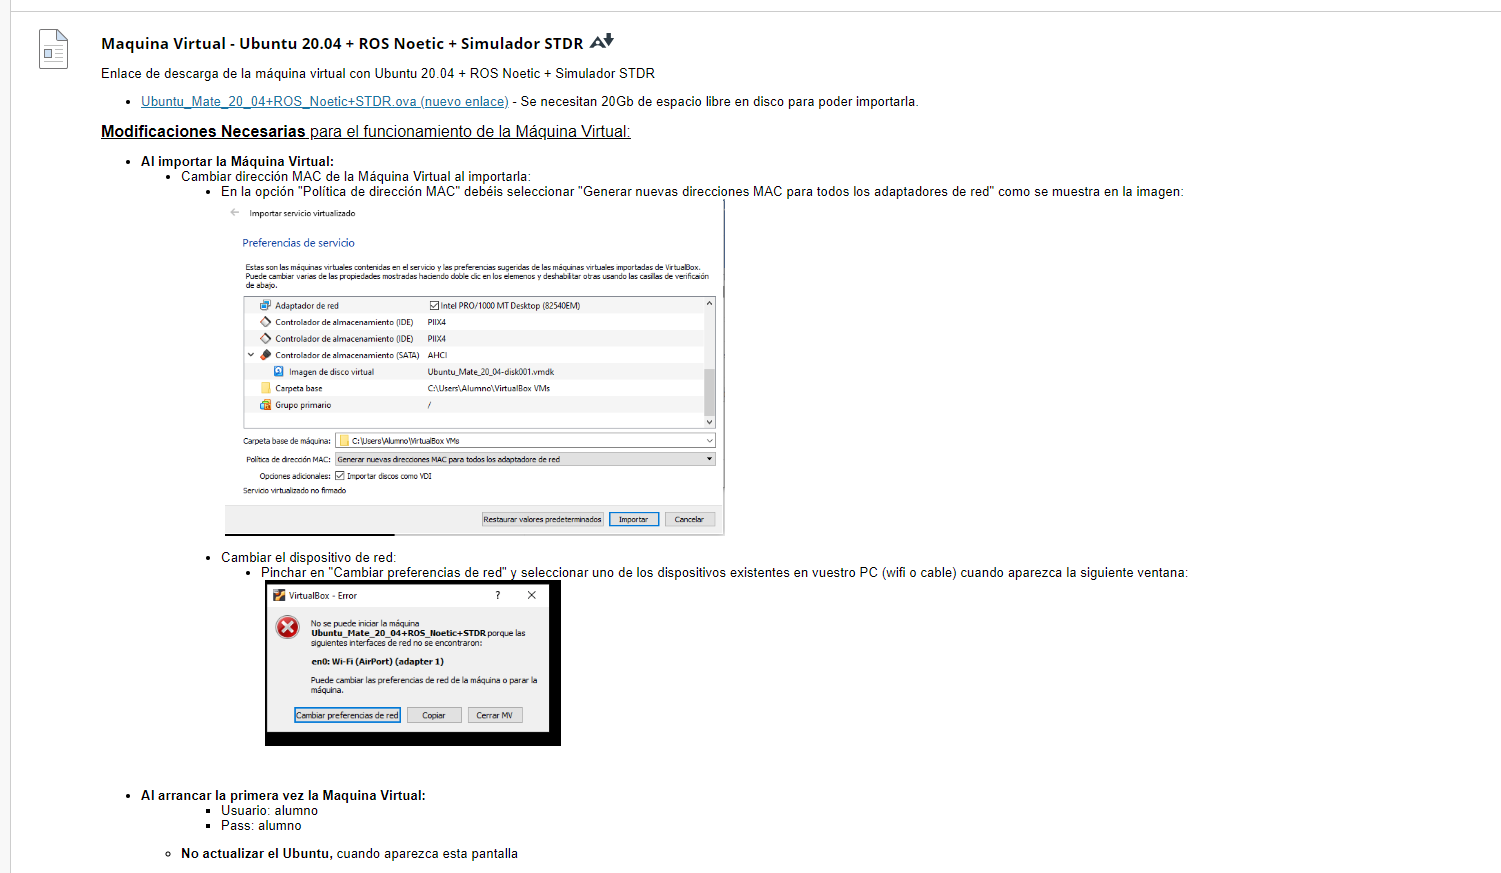 Maquina Virtual - Ubuntu 20.04 + ROS Noetic + Simulador STDR
Enlace de descarga de la máquina virtual con Ubuntu 20.04 + ROS Noetic + Simulador STDR
Ubuntu_Mate_20_04+ROS_Noetic+STDR.ova (nuevo enlace) - Se necesitan 20Gb de espacio libre en disco para poder importarla.
Modificaciones Necesarias para el funcionamiento de la Máquina Virtual:
Al importar la Máquina Virtual:
Cambiar dirección MAC de la Máquina Virtual al importarla:
En la opción "Política de dirección MAC" debéis seleccionar "Generar nuevas direcciones MAC para todos los adaptadores de red" como se muestra en la imagen:
Importar servicio virtualizado
Preferencias de servicio
Estas son las máquinas virtuales contenidas en el servicio y las preferencias sugeridas de las máquinas virtuales importadas de VirtualBox.
Puede cambiar varias de las propiedades mostradas haciendo doble clic en los elemenos y deshabilitar otras usando las casillas de verificaión
de abajo.
Adaptador de red Intel PRO/1000 MT Desktop (82540EM)
Controlador de almacenamiento (IDE) PIIX4
Controlador de almacenamiento (IDE) PIIX4
Controlador de almacenamiento (SATA) AHCI
Imagen de disco virtual Ubuntu_Mate_20_04-disk001.vmdk
Carpeta base C:\Users\Alumno\VirtualBox VMs
Grupo primario /
Carpeta base de máquina: C:\Users\Alumno\VirtualBox VMs
Política de dirección MAC: Generar nuevas direcciones MAC para todos los adaptadore de red
Opciones adicionales: Importar discos como VDI
Servicio virtualizado no firmado
Restaurar valores predeterminados Importar Cancelar
Cambiar el dispositivo de red:
Pinchar en "Cambiar preferencias de red" y seleccionar uno de los dispositivos existentes en vuestro PC (wifi o cable) cuando aparezca la siguiente ventana:
VirtualBox - Error ?
No se puede iniciar la máquina
Ubuntu_Mate_20_04+ROS_Noetic+STDR porque las
siguientes interfaces de red no se encontraron:
en0: Wi-Fi (AirPort) (adapter 1)
Puede cambiar las preferencias de red de la máquina o parar la
máquina.
Cambiar preferencias de red Copiar Cerrar MV
Al arrancar la primera vez la Maquina Virtual:
Usuario: alumno
Pass: alumno
No actualizar el Ubuntu, cuando aparezca esta pantalla